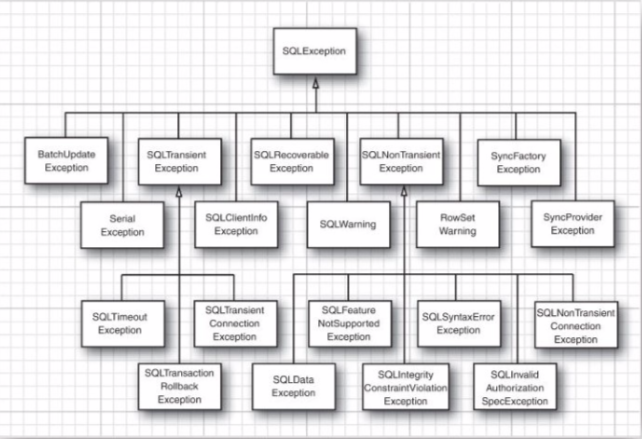 SQLException
BatchUpdate
Exception
SQLTransient
Exception
SQLRecoverable
Exception
SQLNonTransient
Exception
SyncFactory
Exception
Serial
Exception
SQLClientInfo
Exception
SQLWarning
RowSet
Warning
SyncProvider
Exception
SQLTimeout
Exception
SQLTransient
Connection
Exception
SQLFeature
NotSupported
Exception
SQLSyntaxError
Exception
SQLNonTransient
Connection
Exception
SQLTransaction
Rollback
Exception
SQLData
Exception
SQLIntegrity
ConstraintViolation
Exception
SQLInvalid
Authorization
SpecException